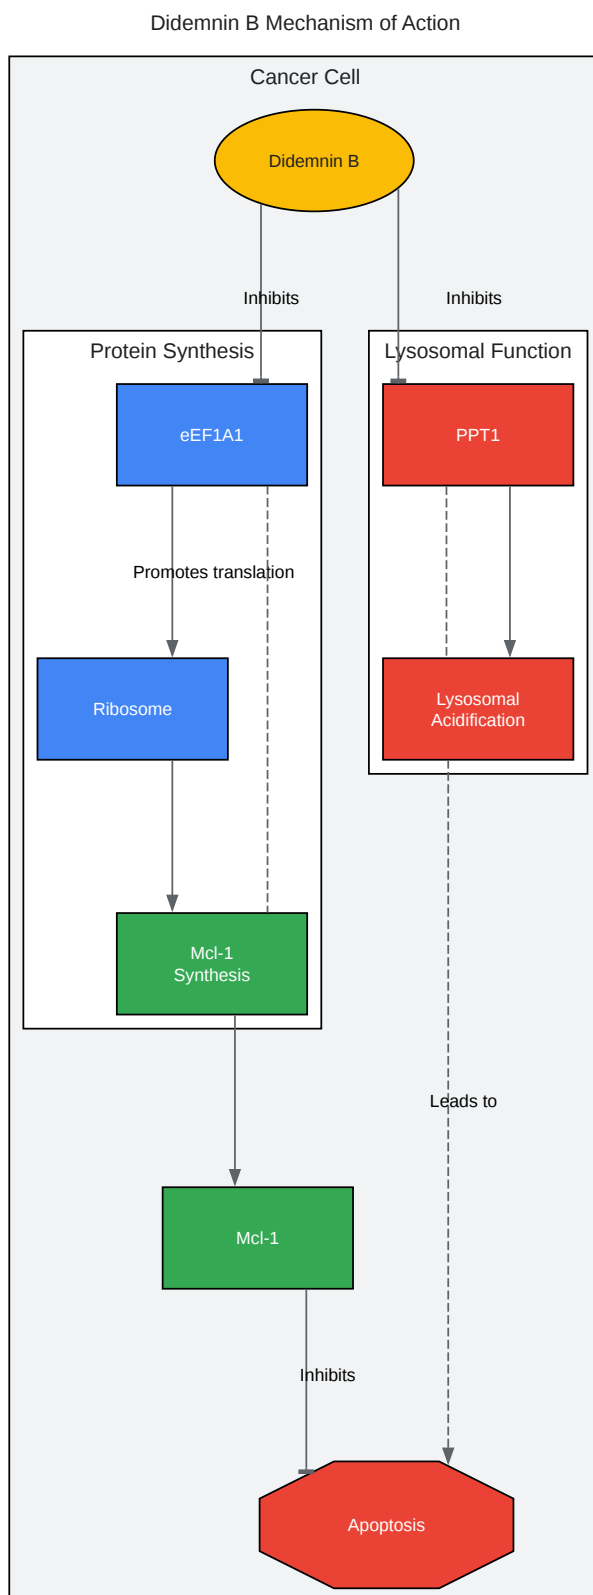 Didemnin B Mechanism of Action
Cancer Cell
Didemnin B
Inhibits
Inhibits
Protein Synthesis
Lysosomal Function
eEF1A1
PPT1
Promotes translation
Ribosome
Lysosomal
Acidification
Mcl-1
Synthesis
Leads to
Mcl-1
Inhibits
Apoptosis